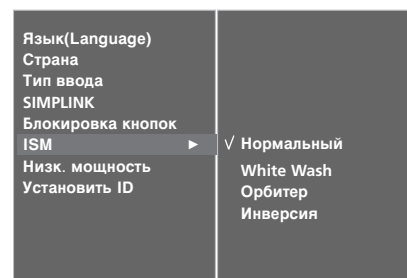 Язык(Language)
Страна
Тип ввода
SIMPLINK
Блокировка кнопок
ISM ►
Низк. мощность
Установить ID
√ Нормальный
White Wash
Орбитер
Инверсия